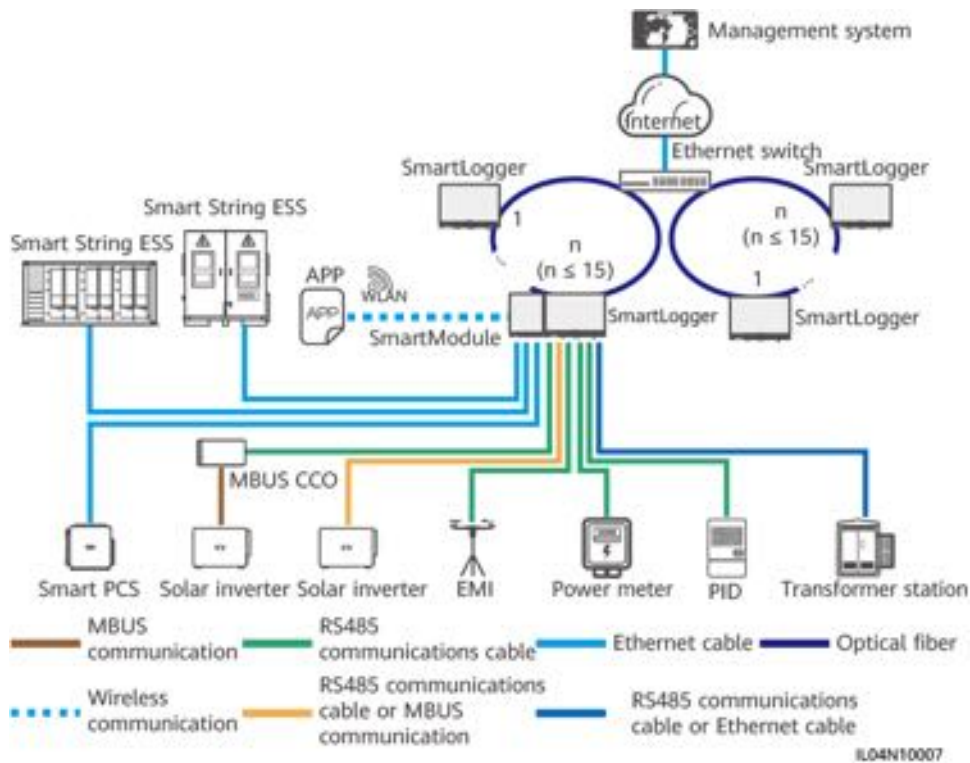 Management system
Internet
Ethernet switch
SmartLogger
SmartLogger
Smart String ESS
Smart String ESS
1
n
(n ≤ 15)
n
(n ≤ 15)
1
APP
WLAN
APP
SmartModule
SmartLogger
SmartLogger
MBUS CCO
Smart PCS
Solar inverter
Solar inverter
EMI
Power meter
PID
Transformer station
MBUS
communication
RS485
communications cable
Ethernet cable
Optical fiber
Wireless
communication
RS485 communications
cable or MBUS
communication
RS485 communications
cable or Ethernet cable
IL04N10007